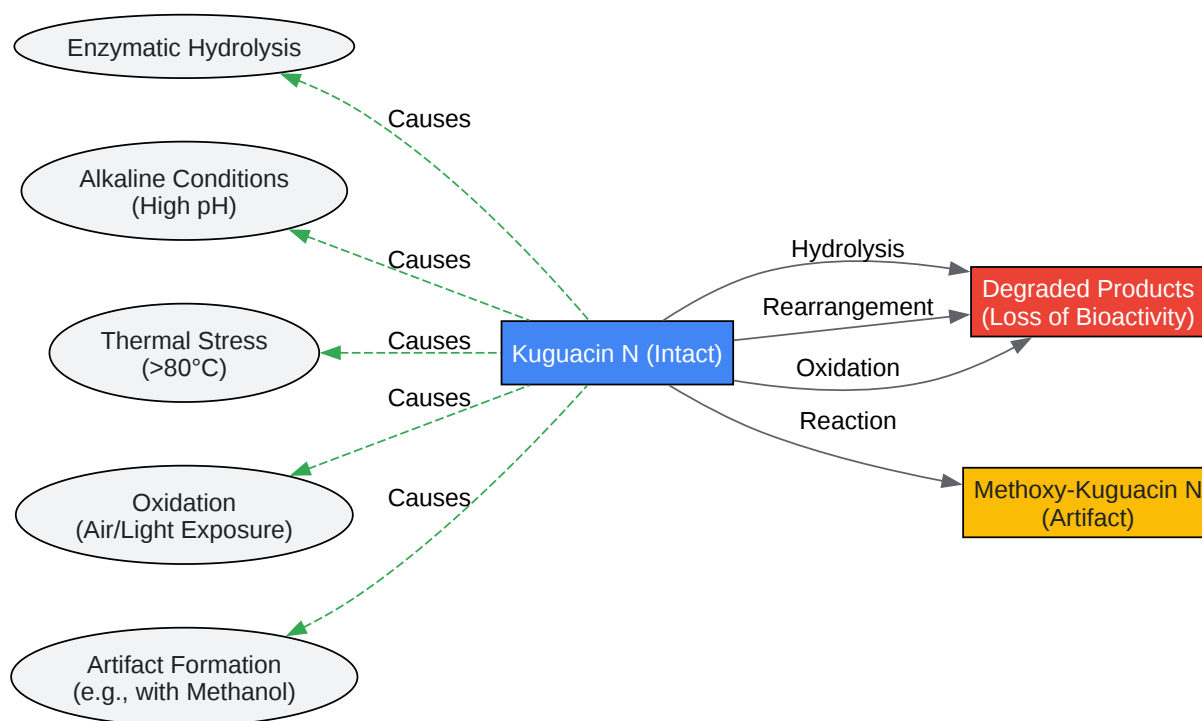 Enzymatic Hydrolysis
Causes
Alkaline Conditions
(High pH)
Causes
Thermal Stress
(>80°C)
Causes
Oxidation
(Air/Light Exposure)
Causes
Artifact Formation
(e.g., with Methanol)
Causes
Kuguacin N (Intact)
Hydrolysis
Rearrangement
Oxidation
Reaction
Degraded Products
(Loss of Bioactivity)
Methoxy-Kuguacin N
(Artifact)